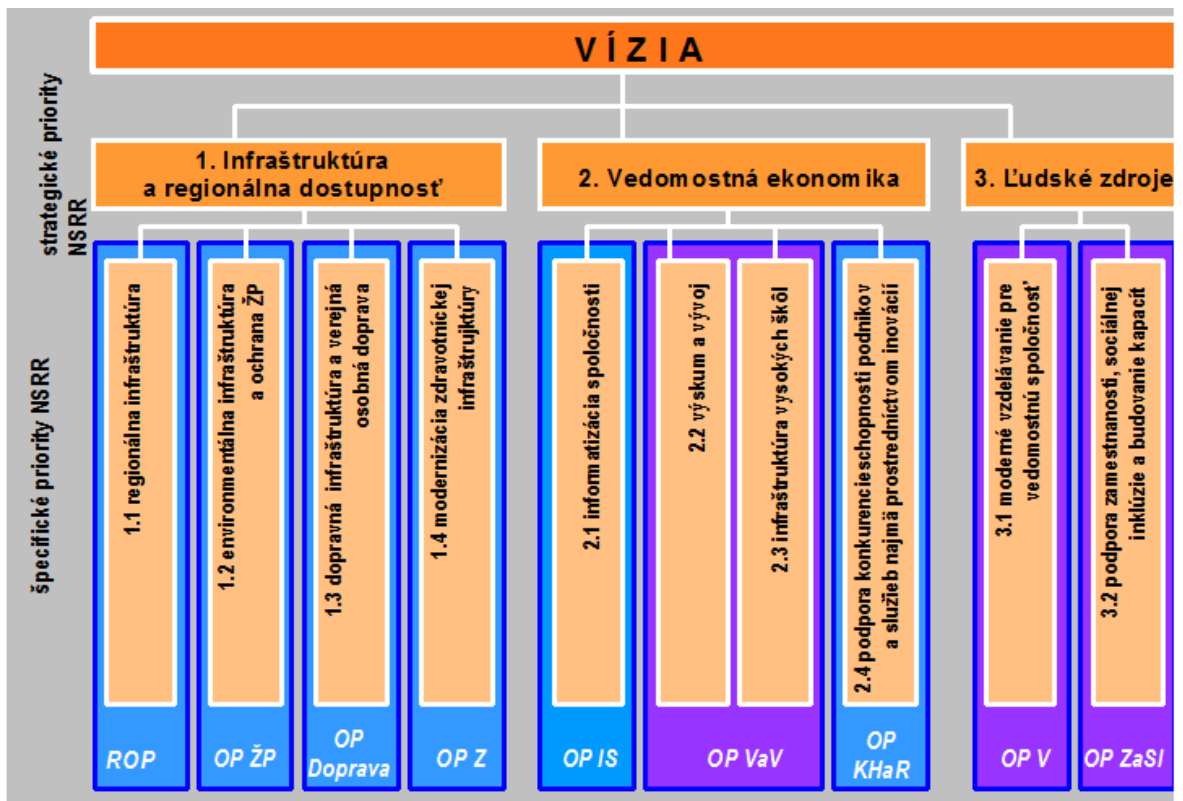 VÍZIA
strategické priority
NSRR
1. Infraštruktúra
a regionálna dostupnosť
2. Vedomostná ekonomika
3. Ľudské zdroje
špecifické priority NSRR
1.1 regionálna infraštruktúra
1.2 environmentálna infraštruktúra
a ochrana ŽP
1.3 dopravná infraštruktúra a verejná
osobná doprava
1.4 modernizácia zdravotníckej
infraštrujktúry
2.1 informatizácia spoločnosti
2.2 výskum a vývoj
2.3 infraštruktúra vysokých škôl
2.4 podpora konkurencieschopnosti podnikov
a služieb najmä prostredníctvom inovácií
3.1 moderné vzdelávanie pre
vedomostnú spoločnosť
3.2 podpora zamestnanosti, sociálnej
inklúzie a budovanie kapacít
ROP
OP ŽP
OP
Doprava
OP Z
OP IS
OP VaV
OP
KHaR
OP V
OP ZaSI